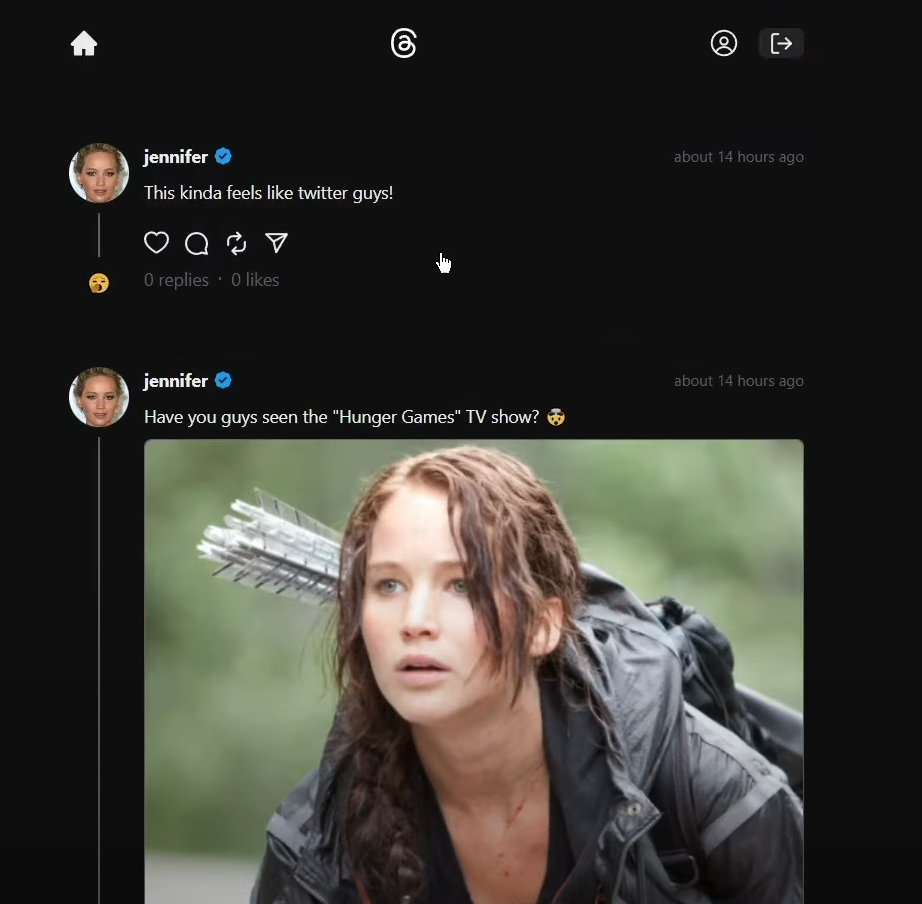 jennifer
about 14 hours ago
This kinda feels like twitter guys!
0 replies · 0 likes
jennifer
about 14 hours ago
Have you guys seen the "Hunger Games" TV show? 🤯